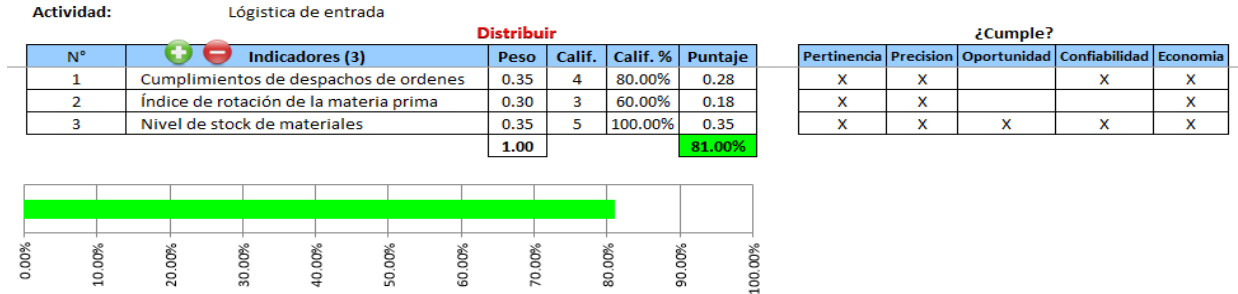 Actividad: Lógistica de entrada
Distribuir ¿Cumple?
N° Indicadores (3) Peso Calif. Calif. % Puntaje Pertinencia Precision Oportunidad Confiabilidad Economia
1 Cumplimientos de despachos de ordenes 0.35 4 80.00% 0.28 X X X X
2 Índice de rotación de la materia prima 0.30 3 60.00% 0.18 X X X
3 Nivel de stock de materiales 0.35 5 100.00% 0.35 X X X X X
1.00 81.00%
0.00% 10.00% 20.00% 30.00% 40.00% 50.00% 60.00% 70.00% 80.00% 90.00% 100.00%